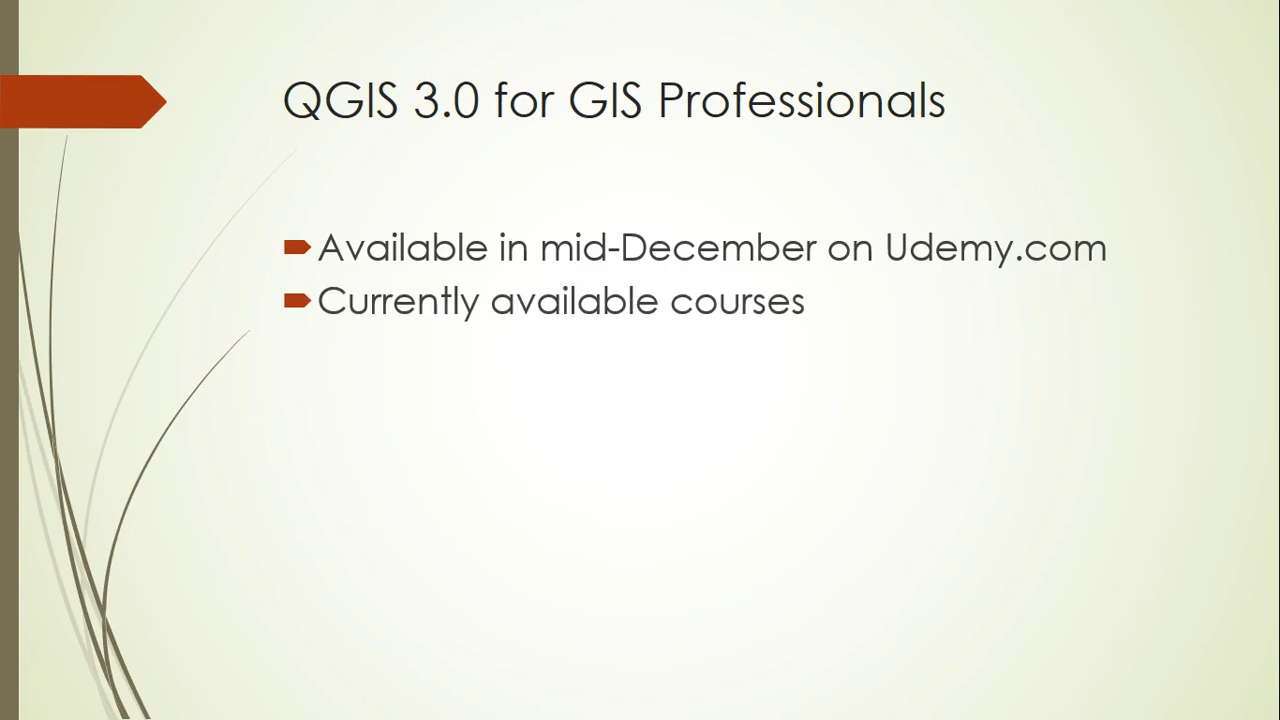 QGIS 3.0 for GIS Professionals
Available in mid-December on Udemy.com
Currently available courses